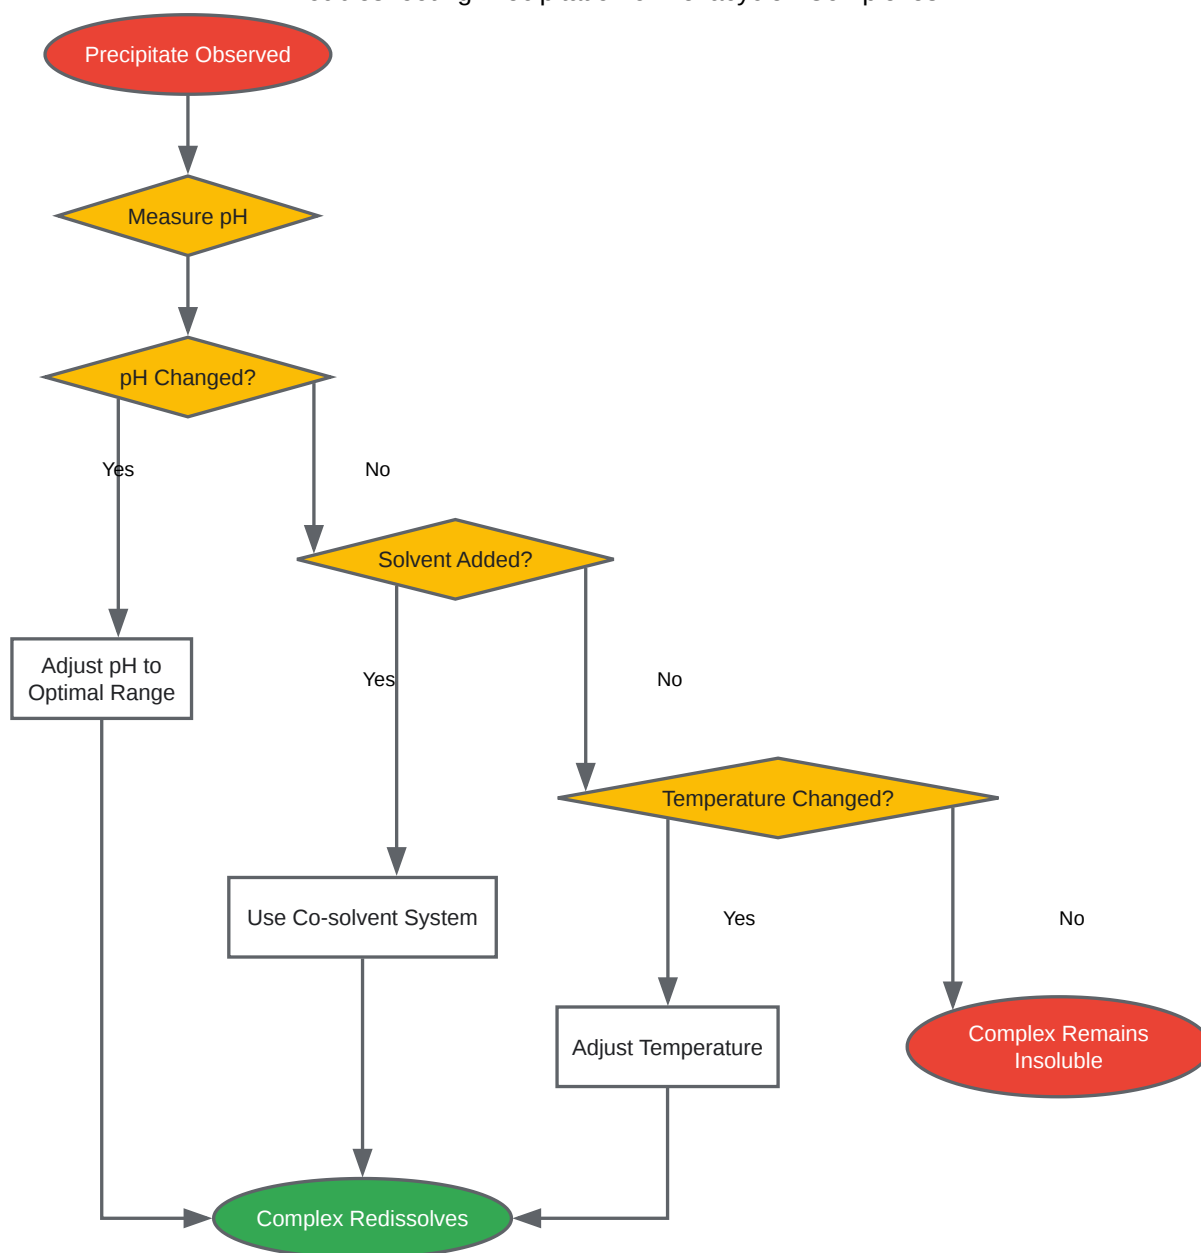 Precipitate Observed
Measure pH
pH Changed?
Yes
No
Solvent Added?
Adjust pH to
Optimal Range
Yes
No
Temperature Changed?
Use Co-solvent System
Yes
No
Adjust Temperature
Complex Remains
Insoluble
Complex Redissolves